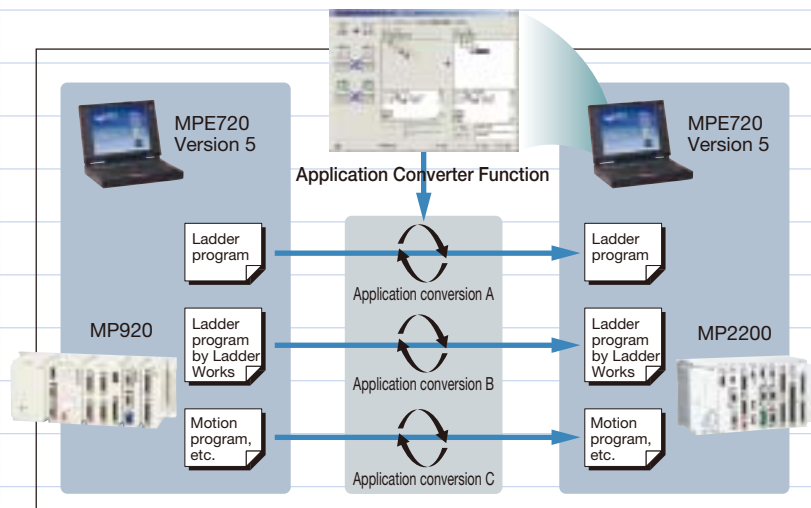 MPE720
Version 5
Application Converter Function
MPE720
Version 5
Ladder
program
Application conversion A
Ladder
program
MP920
Ladder
program
by Ladder
Works
Application conversion B
Ladder
program
by Ladder
Works
MP2200
Motion
program,
etc.
Application conversion C
Motion
program,
etc.